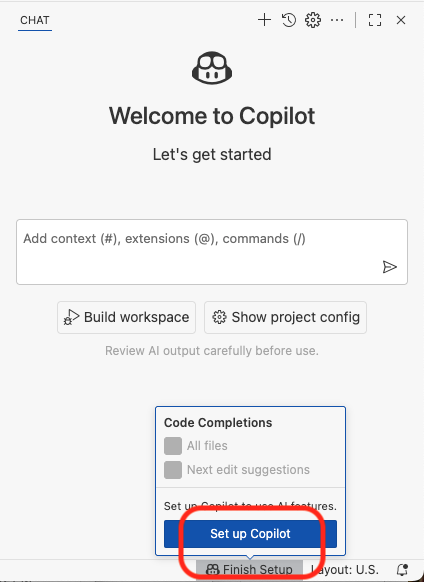 CHAT
Welcome to Copilot
Let's get started
Add context (#), extensions (@), commands (/)
Build workspace
Show project config
Review AI output carefully before use.
Code Completions
All files
Next edit suggestions
Set up Copilot to use AI features.
Set up Copilot
Finish Setup
Layout: U.S.